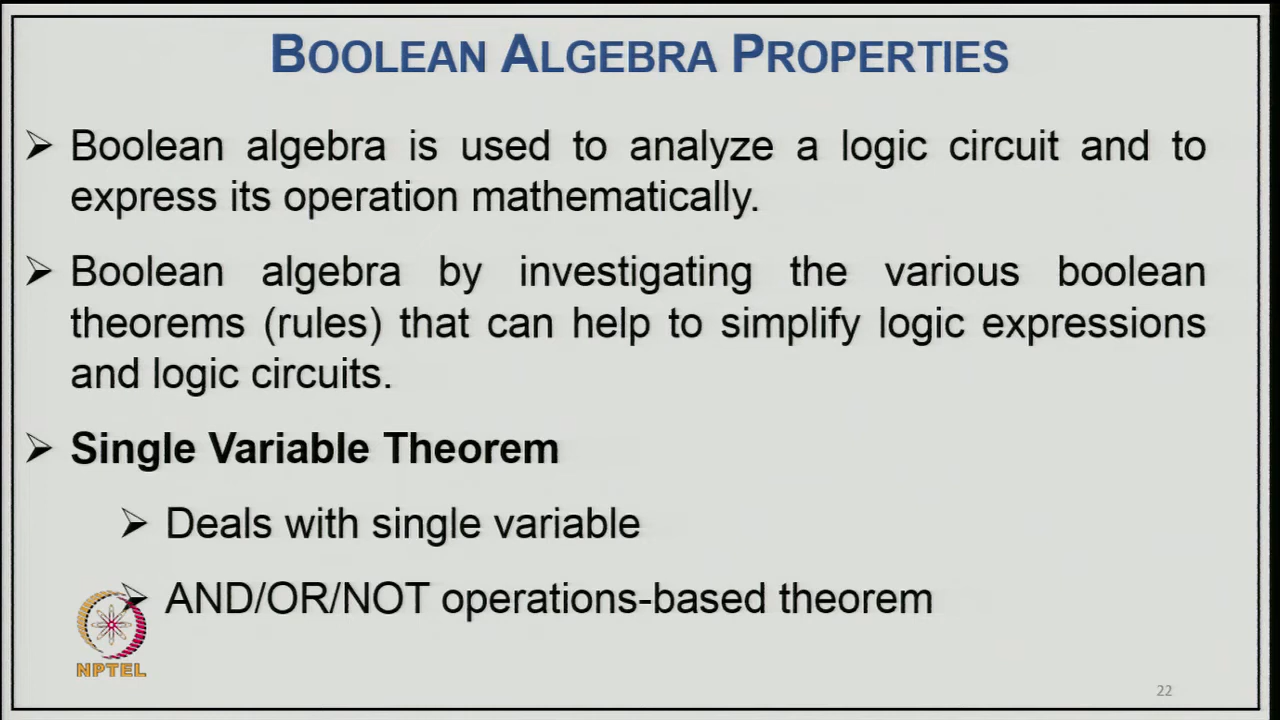 BOOLEAN ALGEBRA PROPERTIES
➢ Boolean algebra is used to analyze a logic circuit and to
express its operation mathematically.
➢ Boolean algebra by investigating the various boolean
theorems (rules) that can help to simplify logic expressions
and logic circuits.
➢ Single Variable Theorem
➢ Deals with single variable
➢ AND/OR/NOT operations-based theorem
NPTEL
22